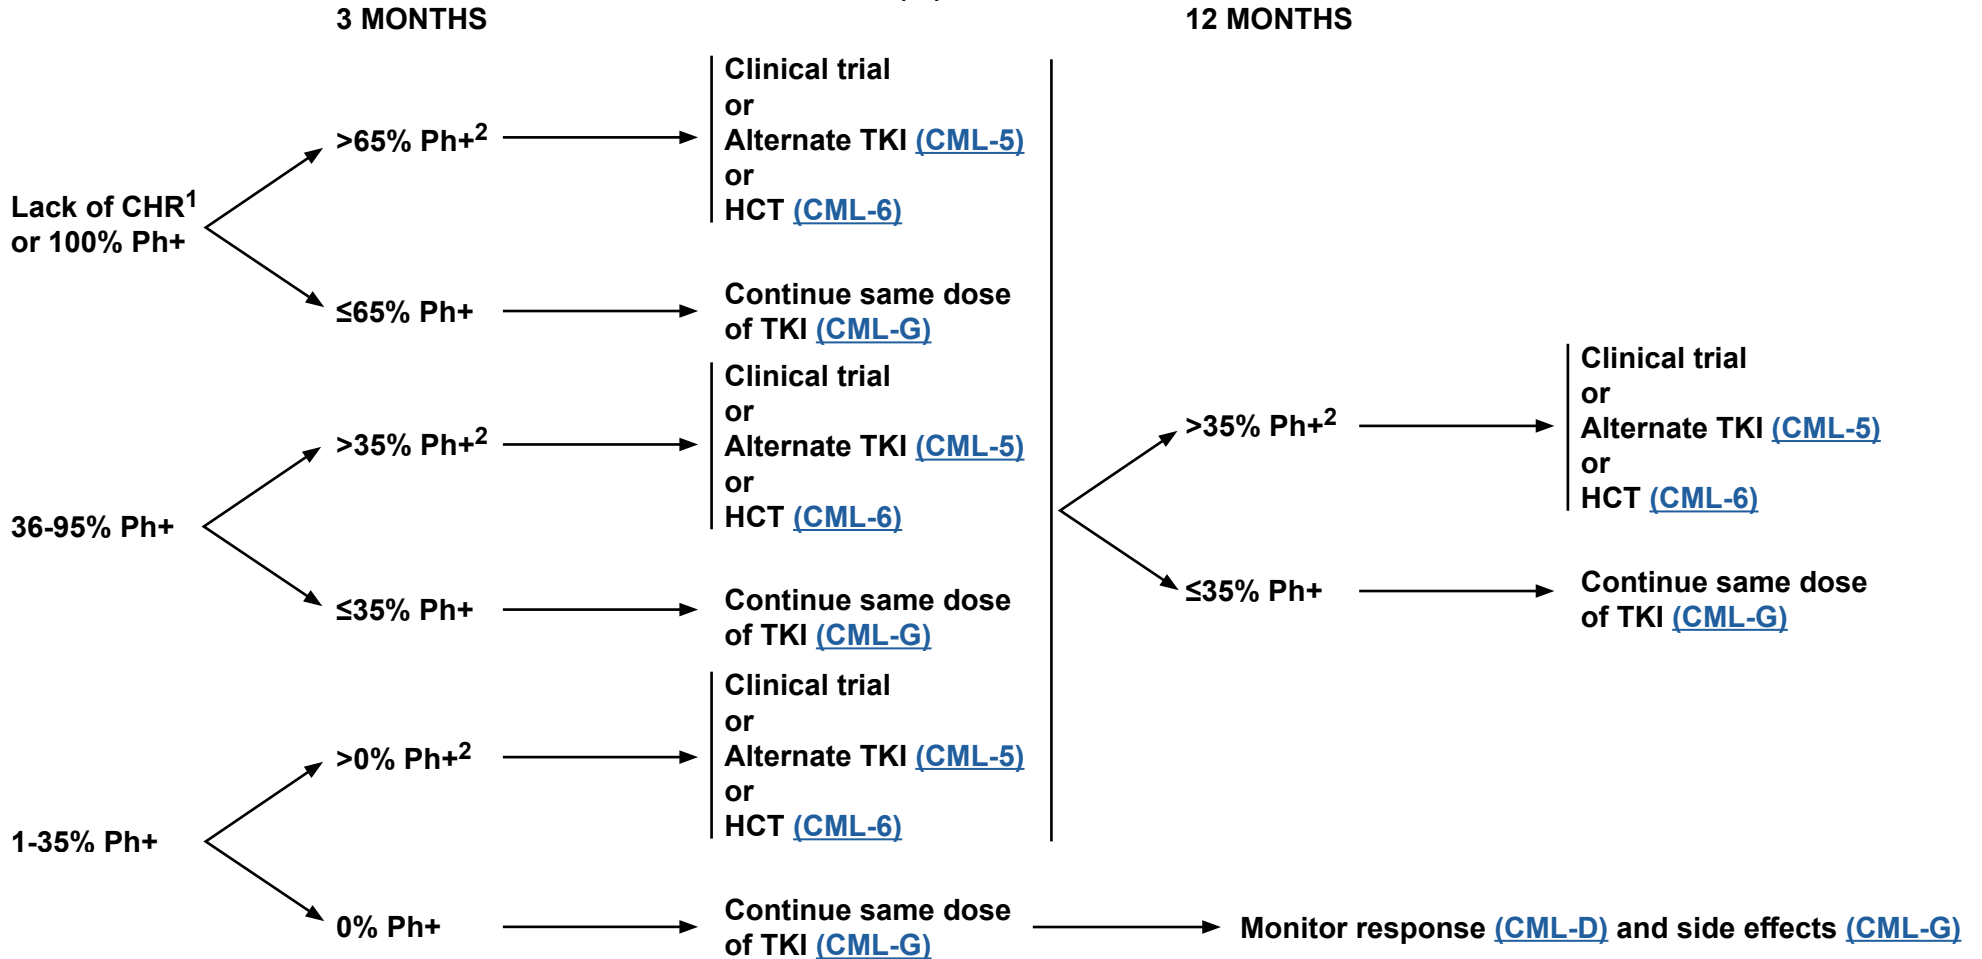 3 MONTHS
12 MONTHS
Lack of CHR1
or 100% Ph+
>65% Ph+2
Clinical trial
or
Alternate TKI (CML-5)
or
HCT (CML-6)
≤65% Ph+
Continue same dose
of TKI (CML-G)
36-95% Ph+
>35% Ph+2
Clinical trial
or
Alternate TKI (CML-5)
or
HCT (CML-6)
≤35% Ph+
Continue same dose
of TKI (CML-G)
1-35% Ph+
>0% Ph+2
Clinical trial
or
Alternate TKI (CML-5)
or
HCT (CML-6)
0% Ph+
Continue same dose
of TKI (CML-G)
Monitor response (CML-D) and side effects (CML-G)
>35% Ph+2
Clinical trial
or
Alternate TKI (CML-5)
or
HCT (CML-6)
≤35% Ph+
Continue same dose
of TKI (CML-G)